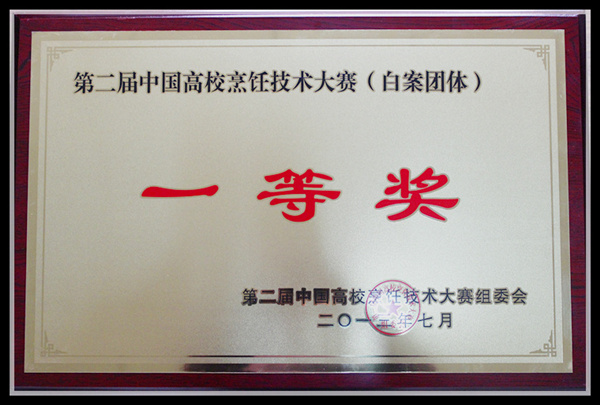 第二届中国高校烹饪技术大赛（白案团体）
一等奖
第二届中国高校烹饪技术大赛组委会
二〇一三年七月